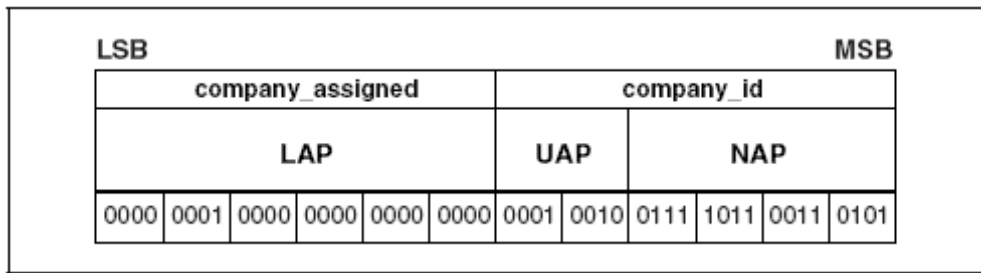 LSB MSB
company_assigned company_id
LAP UAP NAP
0000 0001 0000 0000 0000 0000 0001 0010 0111 1011 0011 0101